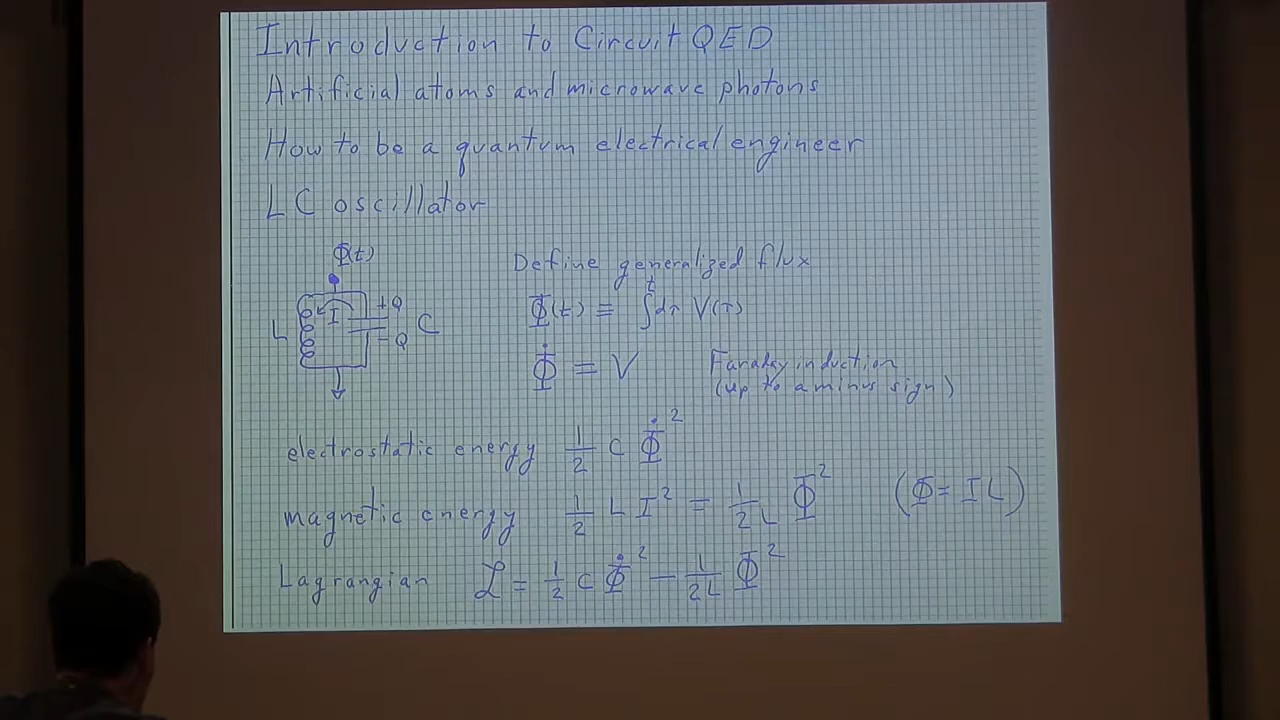 Introduction to Circuit QED
Artificial atoms and microwave photons
How to be a quantum electrical engineer
LC oscillator
Φ(t)
L I +Q −Q C
Define generalized flux
Φ(t) ≡ ∫ᵗdτ V(τ)
Φ̇ = V
Faraday induction
(up to a minus sign)
electrostatic energy 1/2 C Φ̇²
magnetic energy 1/2 L I² = 1/2L Φ² (Φ = IL)
Lagrangian ℒ = 1/2 C Φ̇² − 1/2L Φ²